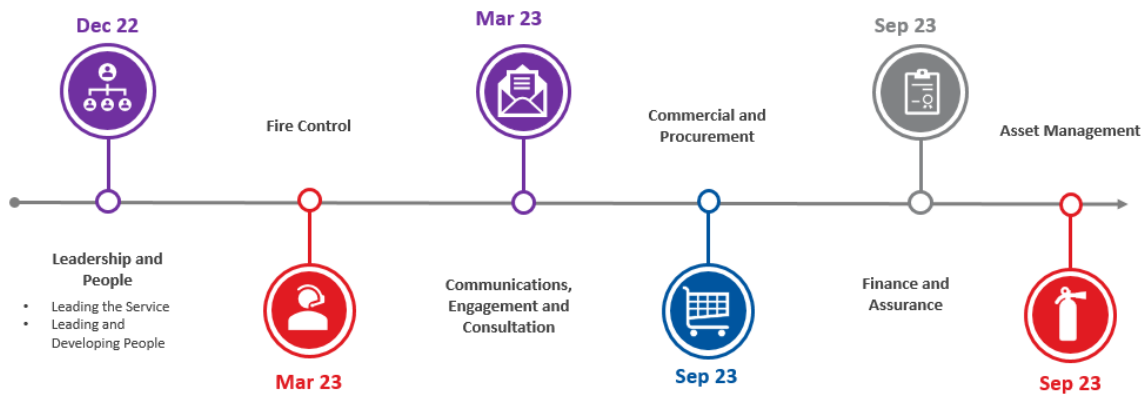 Dec 22
Leadership and
People
▪ Leading the Service
▪ Leading and
Developing People
Fire Control
Mar 23
Mar 23
Communications,
Engagement and
Consultation
Commercial and
Procurement
Sep 23
Sep 23
Finance and
Assurance
Asset Management
Sep 23